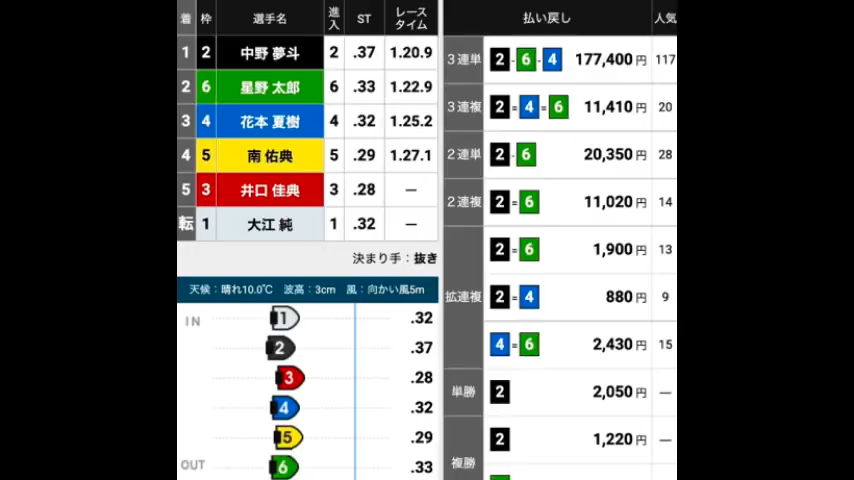 着 枠 選手名 進入 ST レースタイム
1 2 中野 夢斗 2 .37 1.20.9
2 6 星野 太郎 6 .33 1.22.9
3 4 花本 夏樹 4 .32 1.25.2
4 5 南 佑典 5 .29 1.27.1
5 3 井口 佳典 3 .28 —
転 1 大江 純 1 .32 —
決まり手：抜き
天候：晴れ10.0℃ 波高：3cm 風：向かい風5m
IN
1 .32
2 .37
3 .28
4 .32
5 .29
OUT 6 .33
払い戻し 人気
3連単 2-6-4 177,400円 117
3連複 2=4=6 11,410円 20
2連単 2-6 20,350円 28
2連複 2=6 11,020円 14
拡連複
2=6 1,900円 13
2=4 880円 9
4=6 2,430円 15
単勝 2 2,050円 —
複勝
2 1,220円 —